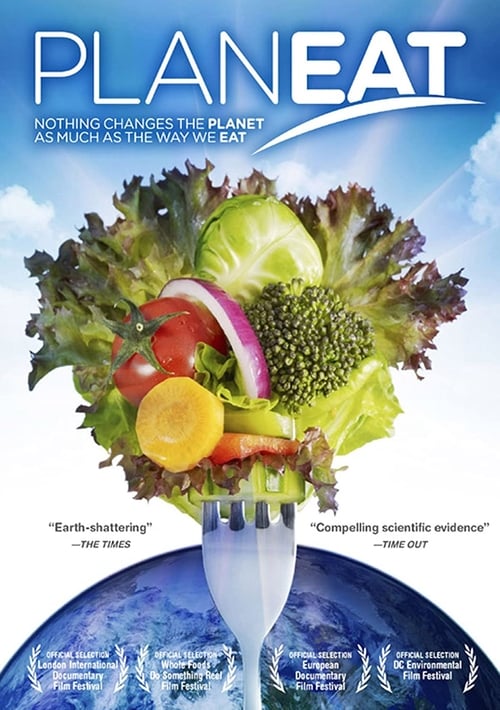 PLANEAT
NOTHING CHANGES THE PLANET
AS MUCH AS THE WAY WE EAT
“Earth-shattering”
—THE TIMES
“Compelling scientific evidence”
—TIME OUT
OFFICIAL SELECTION
London International
Documentary
Film Festival
OFFICIAL SELECTION
Whole Foods
Do Something Reel
Film Festival
OFFICIAL SELECTION
European
Documentary
Film Festival
OFFICIAL SELECTION
DC Environmental
Film Festival